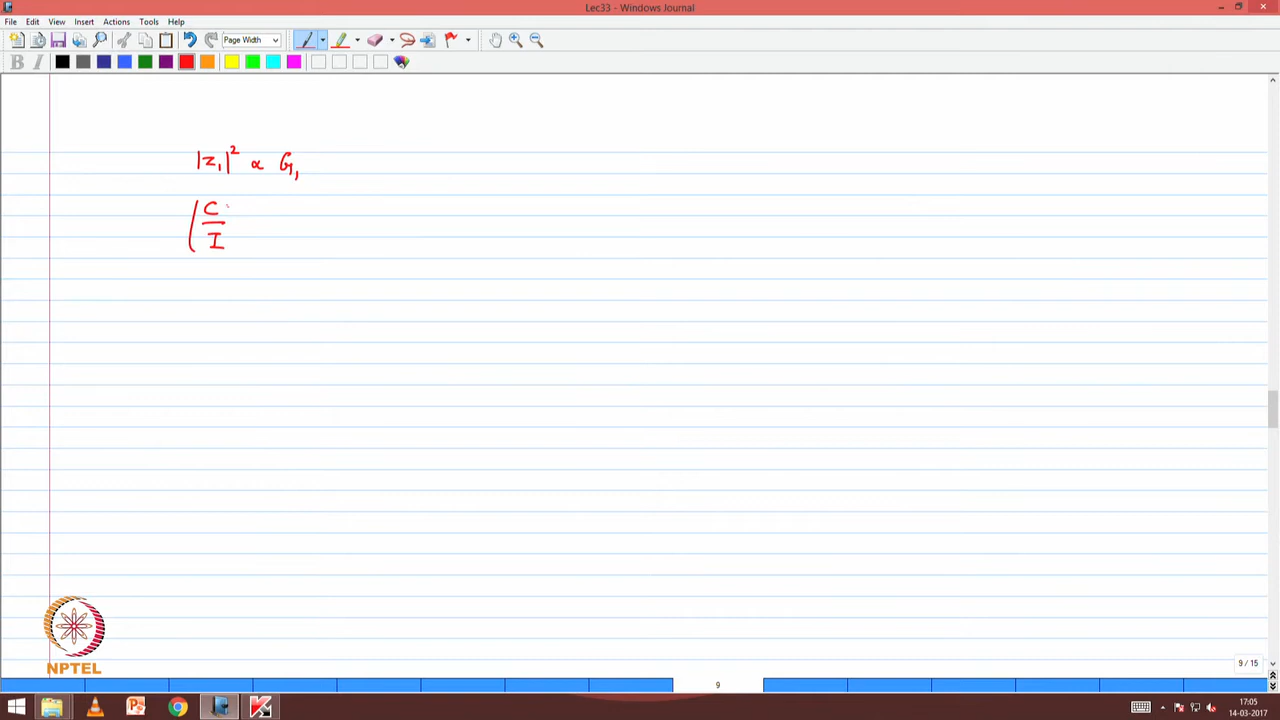 Lec33 - Windows Journal
File Edit View Insert Actions Tools Help
Page Width
B I
|z₁|² ∝ G₁
(C
I
NPTEL
9 / 15
9
17:05
14-03-2017